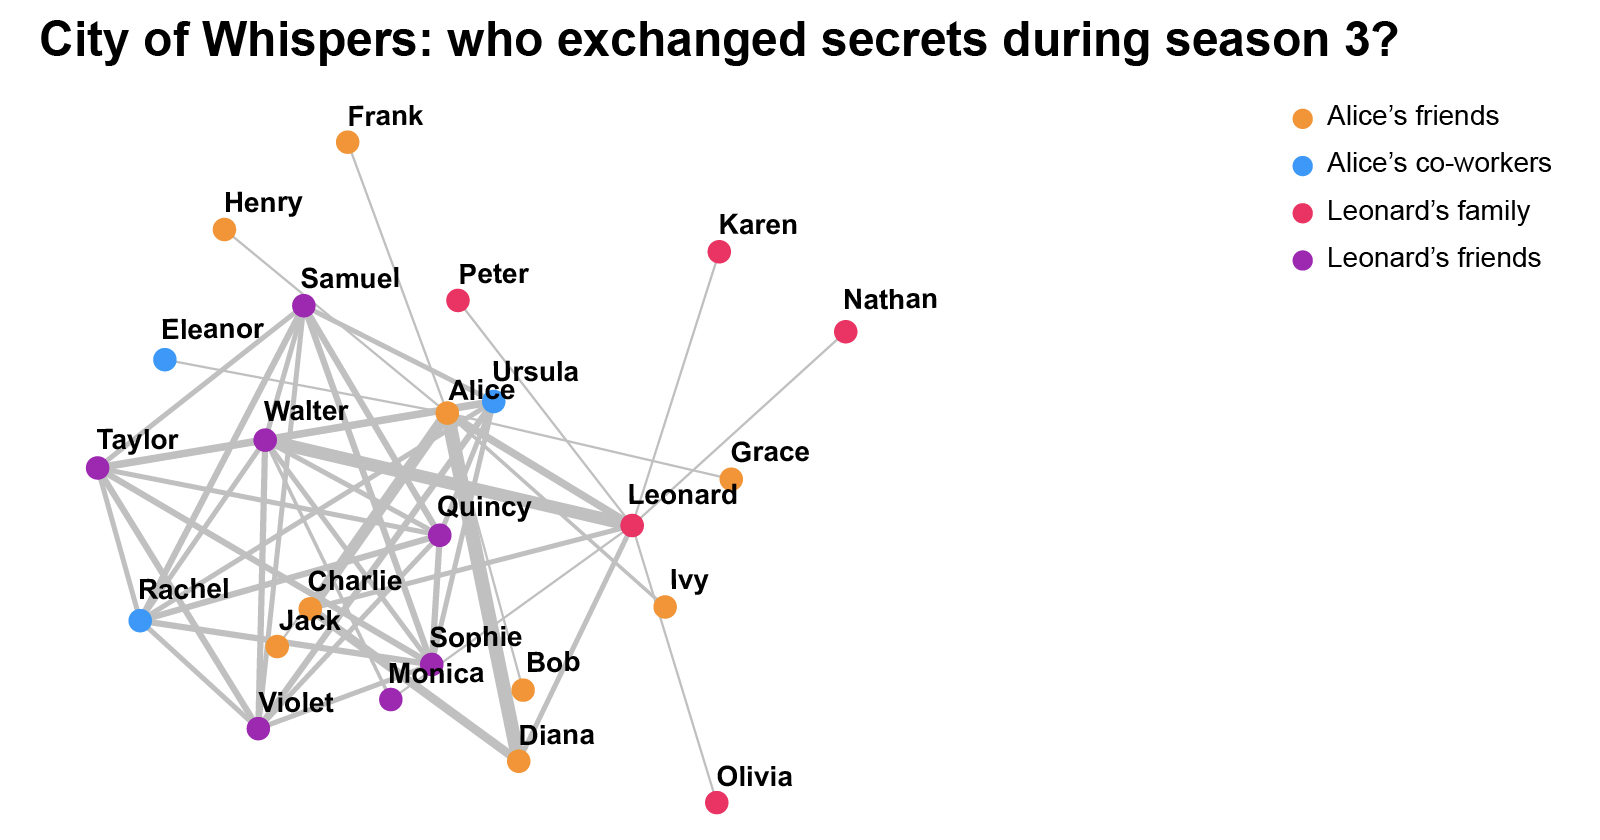 City of Whispers: who exchanged secrets during season 3?
Frank
Alice’s friends
Alice’s co-workers
Henry
Leonard’s family
Karen
Leonard’s friends
Samuel
Peter
Nathan
Eleanor
Ursula
Alice
Walter
Taylor
Grace
Leonard
Quincy
Charlie
Ivy
Rachel
Jack
Sophie
Bob
Monica
Violet
Diana
Olivia